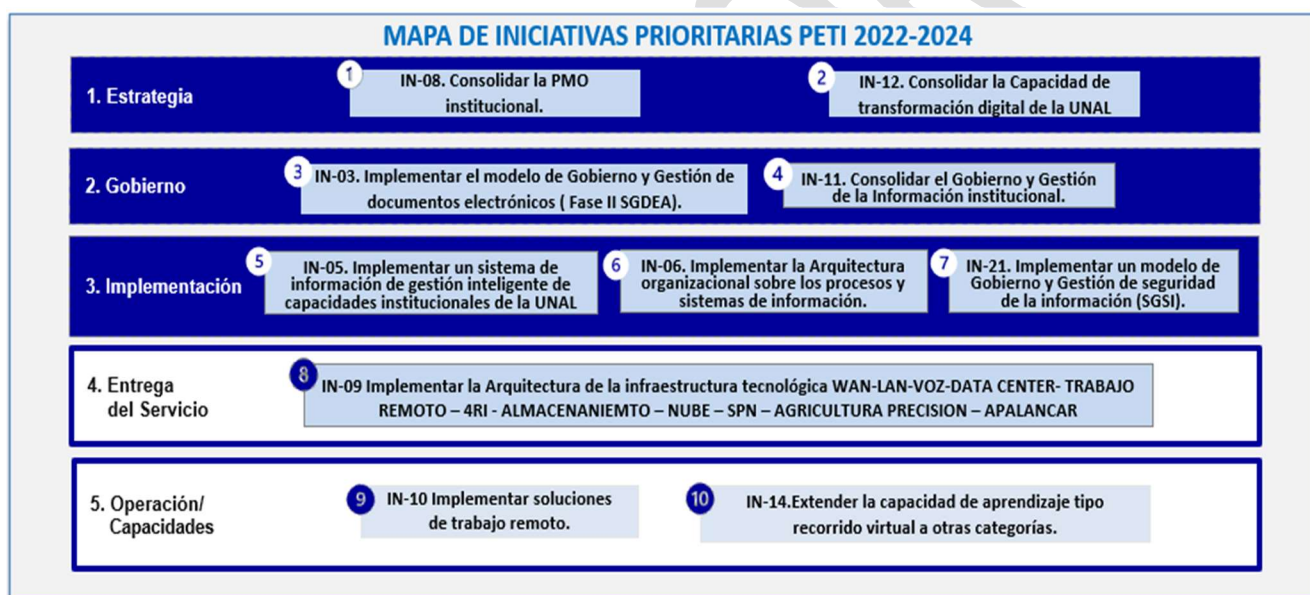 MAPA DE INICIATIVAS PRIORITARIAS PETI 2022-2024
1. Estrategia
1
IN-08. Consolidar la PMO
institucional.
2
IN-12. Consolidar la Capacidad de
transformación digital de la UNAL
2. Gobierno
3
IN-03. Implementar el modelo de Gobierno y Gestión de
documentos electrónicos ( Fase II SGDEA).
4
IN-11. Consolidar el Gobierno y Gestión
de la Información institucional.
3. Implementación
5
IN-05. Implementar un sistema de
información de gestión inteligente de
capacidades institucionales de la UNAL
6
IN-06. Implementar la Arquitectura
organizacional sobre los procesos y
sistemas de información.
7
IN-21. Implementar un modelo de
Gobierno y Gestión de seguridad
de la información (SGSI).
4. Entrega
del Servicio
8
IN-09 Implementar la Arquitectura de la infraestructura tecnológica WAN-LAN-VOZ-DATA CENTER- TRABAJO
REMOTO – 4RI - ALMACENANIEMTO – NUBE – SPN – AGRICULTURA PRECISION – APALANCAR
5. Operación/
Capacidades
9
IN-10 Implementar soluciones
de trabajo remoto.
10
IN-14.Extender la capacidad de aprendizaje tipo
recorrido virtual a otras categorías.